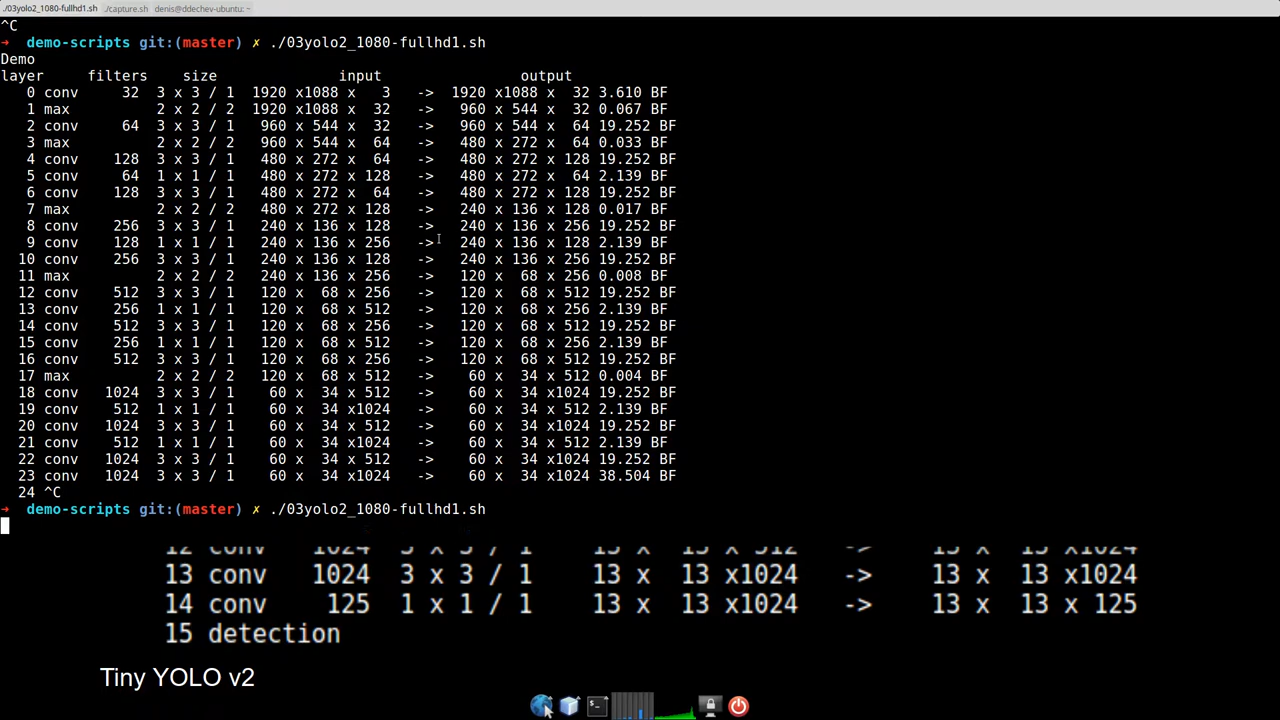 ./03yolo2_1080-fullhd1.sh ./capture.sh denis@ddechev-ubuntu: ~
^C
➜ demo-scripts git:(master) ✗ ./03yolo2_1080-fullhd1.sh
Demo
layer filters size input output
0 conv 32 3 x 3 / 1 1920 x1088 x 3 -> 1920 x1088 x 32 3.610 BF
1 max 2 x 2 / 2 1920 x1088 x 32 -> 960 x 544 x 32 0.067 BF
2 conv 64 3 x 3 / 1 960 x 544 x 32 -> 960 x 544 x 64 19.252 BF
3 max 2 x 2 / 2 960 x 544 x 64 -> 480 x 272 x 64 0.033 BF
4 conv 128 3 x 3 / 1 480 x 272 x 64 -> 480 x 272 x 128 19.252 BF
5 conv 64 1 x 1 / 1 480 x 272 x 128 -> 480 x 272 x 64 2.139 BF
6 conv 128 3 x 3 / 1 480 x 272 x 64 -> 480 x 272 x 128 19.252 BF
7 max 2 x 2 / 2 480 x 272 x 128 -> 240 x 136 x 128 0.017 BF
8 conv 256 3 x 3 / 1 240 x 136 x 128 -> 240 x 136 x 256 19.252 BF
9 conv 128 1 x 1 / 1 240 x 136 x 256 -> 240 x 136 x 128 2.139 BF
10 conv 256 3 x 3 / 1 240 x 136 x 128 -> 240 x 136 x 256 19.252 BF
11 max 2 x 2 / 2 240 x 136 x 256 -> 120 x 68 x 256 0.008 BF
12 conv 512 3 x 3 / 1 120 x 68 x 256 -> 120 x 68 x 512 19.252 BF
13 conv 256 1 x 1 / 1 120 x 68 x 512 -> 120 x 68 x 256 2.139 BF
14 conv 512 3 x 3 / 1 120 x 68 x 256 -> 120 x 68 x 512 19.252 BF
15 conv 256 1 x 1 / 1 120 x 68 x 512 -> 120 x 68 x 256 2.139 BF
16 conv 512 3 x 3 / 1 120 x 68 x 256 -> 120 x 68 x 512 19.252 BF
17 max 2 x 2 / 2 120 x 68 x 512 -> 60 x 34 x 512 0.004 BF
18 conv 1024 3 x 3 / 1 60 x 34 x 512 -> 60 x 34 x1024 19.252 BF
19 conv 512 1 x 1 / 1 60 x 34 x1024 -> 60 x 34 x 512 2.139 BF
20 conv 1024 3 x 3 / 1 60 x 34 x 512 -> 60 x 34 x1024 19.252 BF
21 conv 512 1 x 1 / 1 60 x 34 x1024 -> 60 x 34 x 512 2.139 BF
22 conv 1024 3 x 3 / 1 60 x 34 x 512 -> 60 x 34 x1024 19.252 BF
23 conv 1024 3 x 3 / 1 60 x 34 x1024 -> 60 x 34 x1024 38.504 BF
24 ^C
➜ demo-scripts git:(master) ✗ ./03yolo2_1080-fullhd1.sh
12 conv 1024 3 x 3 / 1 13 x 13 x 512 -> 13 x 13 x1024
13 conv 1024 3 x 3 / 1 13 x 13 x1024 -> 13 x 13 x1024
14 conv 125 1 x 1 / 1 13 x 13 x1024 -> 13 x 13 x 125
15 detection
Tiny YOLO v2